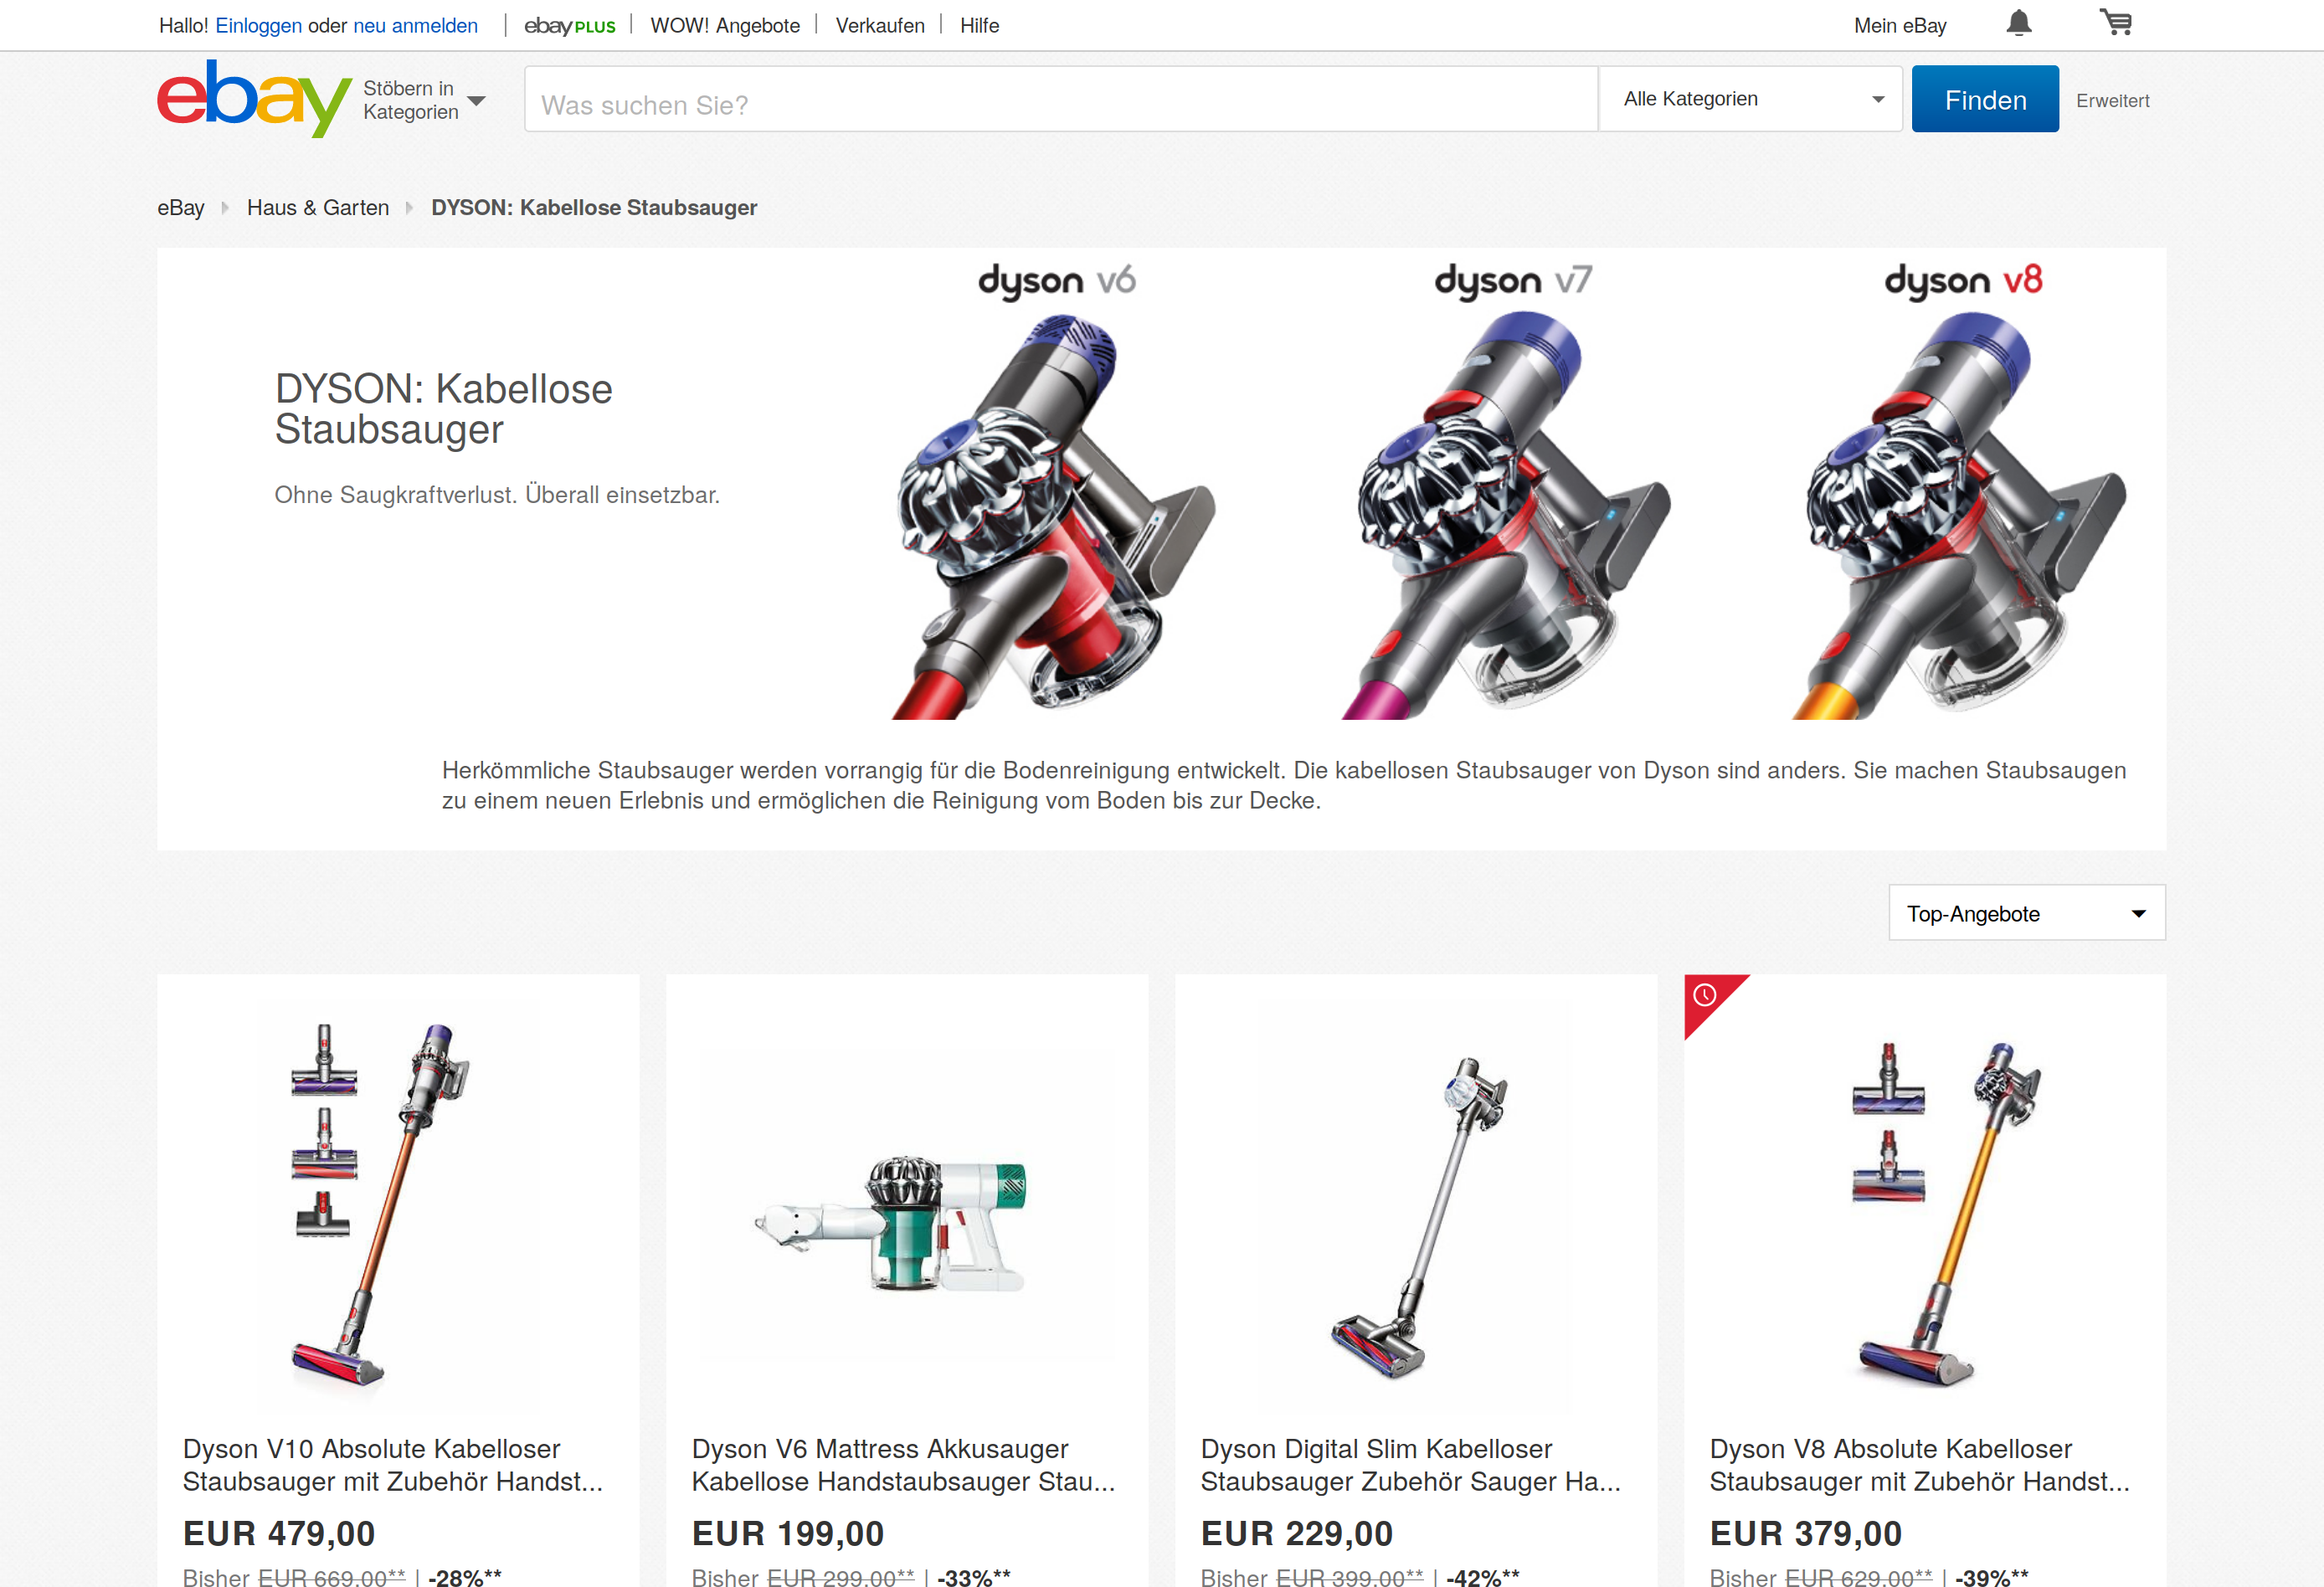 Hallo! Einloggen oder neu anmelden
ebay PLUS
WOW! Angebote
Verkaufen
Hilfe
Mein eBay
ebay
Stöbern in
Kategorien
Was suchen Sie?
Alle Kategorien
Finden
Erweitert
eBay
Haus & Garten
DYSON: Kabellose Staubsauger
dyson v6
dyson v7
dyson v8
DYSON: Kabellose
Staubsauger
Ohne Saugkraftverlust. Überall einsetzbar.
Herkömmliche Staubsauger werden vorrangig für die Bodenreinigung entwickelt. Die kabellosen Staubsauger von Dyson sind anders. Sie machen Staubsaugen
zu einem neuen Erlebnis und ermöglichen die Reinigung vom Boden bis zur Decke.
Top-Angebote
Dyson V10 Absolute Kabelloser
Staubsauger mit Zubehör Handst...
EUR 479,00
Bisher EUR 669,00** | -28%**
Dyson V6 Mattress Akkusauger
Kabellose Handstaubsauger Stau...
EUR 199,00
Bisher EUR 299,00** | -33%**
Dyson Digital Slim Kabelloser
Staubsauger Zubehör Sauger Ha...
EUR 229,00
Bisher EUR 399,00** | -42%**
Dyson V8 Absolute Kabelloser
Staubsauger mit Zubehör Handst...
EUR 379,00
Bisher EUR 629,00** | -39%**